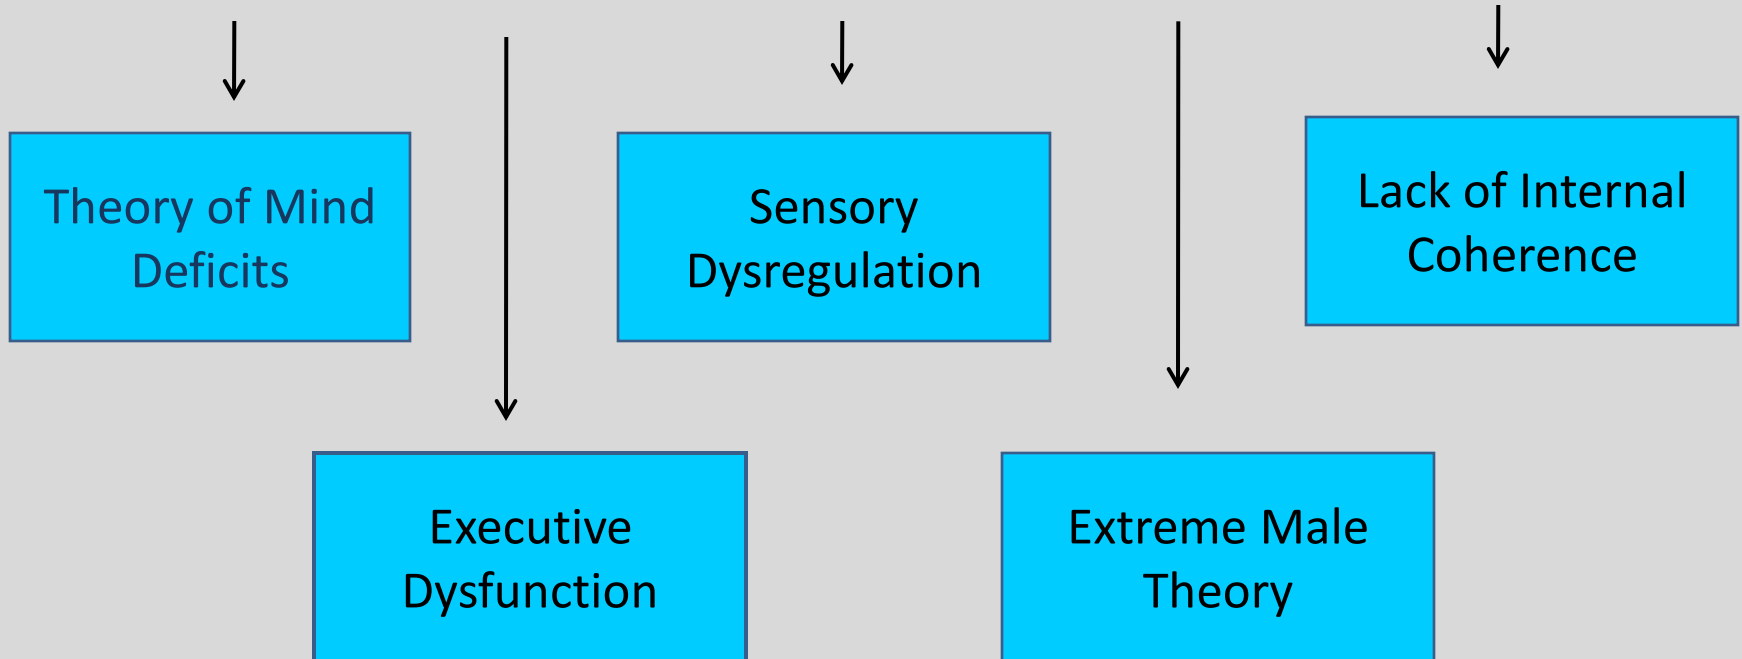 Theory of Mind
Deficits
Sensory
Dysregulation
Lack of Internal
Coherence
Executive
Dysfunction
Extreme Male
Theory